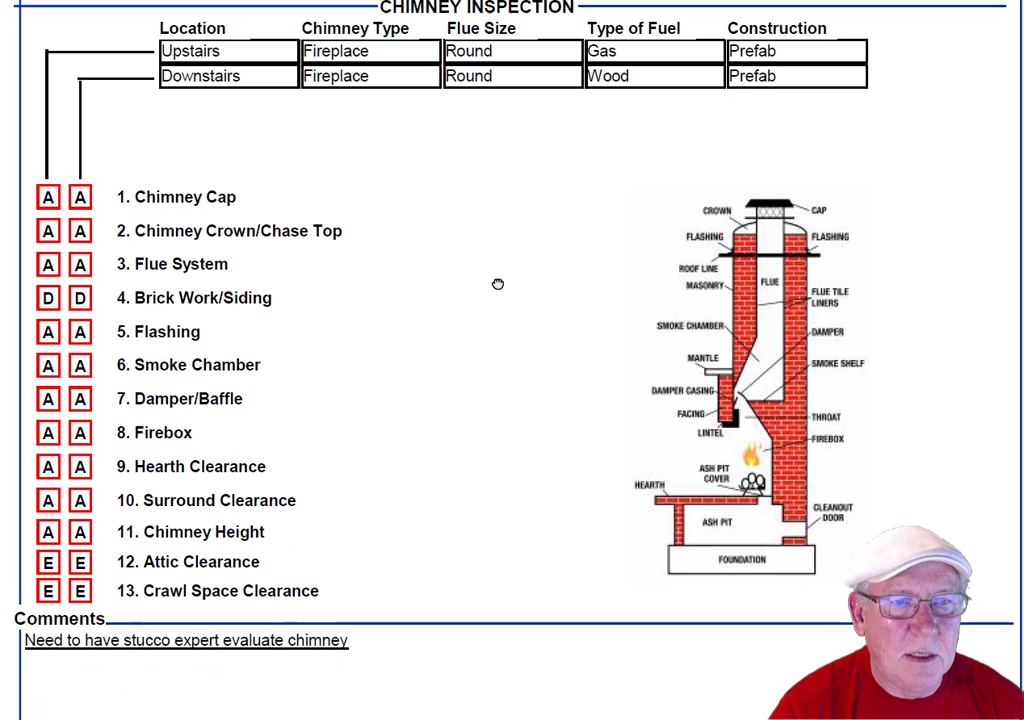 CHIMNEY INSPECTION
Location Chimney Type Flue Size Type of Fuel Construction
Upstairs Fireplace Round Gas Prefab
Downstairs Fireplace Round Wood Prefab
A A 1. Chimney Cap
A A 2. Chimney Crown/Chase Top
A A 3. Flue System
D D 4. Brick Work/Siding
A A 5. Flashing
A A 6. Smoke Chamber
A A 7. Damper/Baffle
A A 8. Firebox
A A 9. Hearth Clearance
A A 10. Surround Clearance
A A 11. Chimney Height
E E 12. Attic Clearance
E E 13. Crawl Space Clearance
CROWN
CAP
FLASHING
FLASHING
ROOF LINE
MASONRY
FLUE
FLUE TILE
LINERS
SMOKE CHAMBER
DAMPER
MANTLE
SMOKE SHELF
DAMPER CASING
FACING
THROAT
LINTEL
FIREBOX
ASH PIT
COVER
HEARTH
CLEANOUT
DOOR
ASH PIT
FOUNDATION
Comments
Need to have stucco expert evaluate chimney